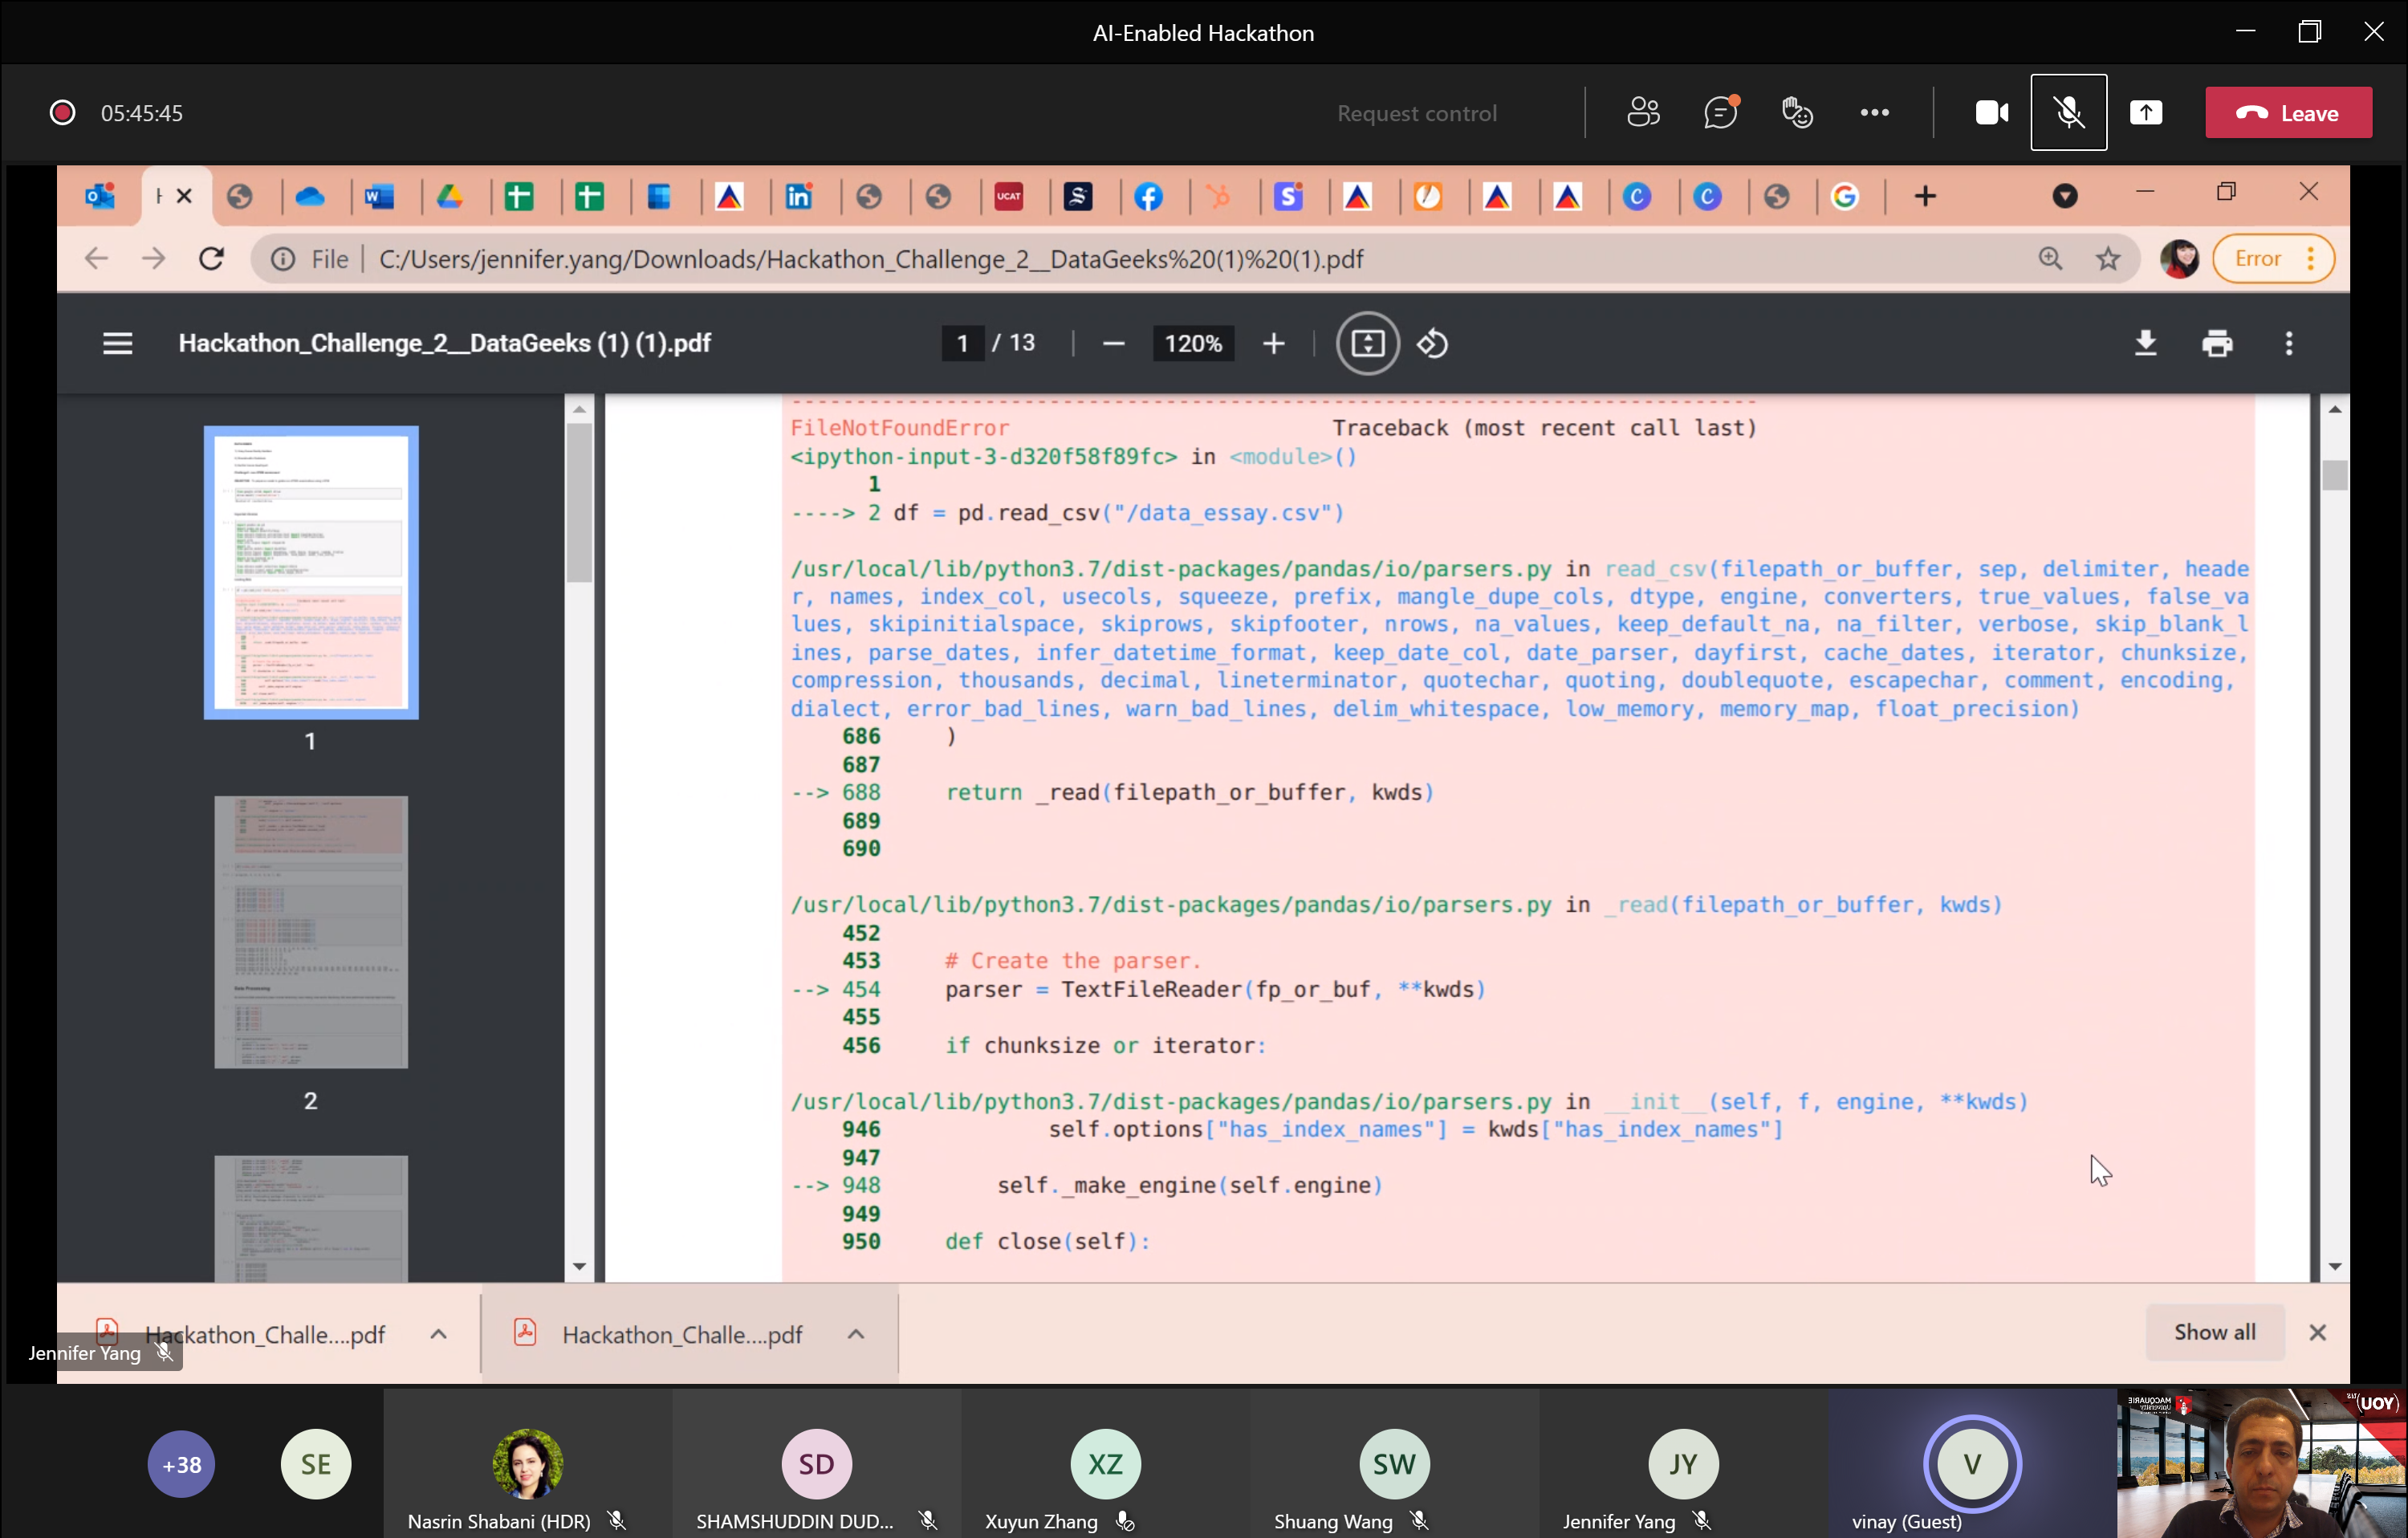 AI-Enabled Hackathon
05:45:45
Request control
Leave
UCAT
File
C:/Users/jennifer.yang/Downloads/Hackathon_Challenge_2__DataGeeks%20(1)%20(1).pdf
Error
Hackathon_Challenge_2__DataGeeks (1) (1).pdf
1 / 13
120%
FileNotFoundError Traceback (most recent call last)
<ipython-input-3-d320f58f89fc> in <module>()
1
----> 2 df = pd.read_csv("/data_essay.csv")
/usr/local/lib/python3.7/dist-packages/pandas/io/parsers.py in read_csv(filepath_or_buffer, sep, delimiter, heade
r, names, index_col, usecols, squeeze, prefix, mangle_dupe_cols, dtype, engine, converters, true_values, false_va
lues, skipinitialspace, skiprows, skipfooter, nrows, na_values, keep_default_na, na_filter, verbose, skip_blank_l
ines, parse_dates, infer_datetime_format, keep_date_col, date_parser, dayfirst, cache_dates, iterator, chunksize,
compression, thousands, decimal, lineterminator, quotechar, quoting, doublequote, escapechar, comment, encoding,
dialect, error_bad_lines, warn_bad_lines, delim_whitespace, low_memory, memory_map, float_precision)
686 )
687
--> 688 return _read(filepath_or_buffer, kwds)
689
690
/usr/local/lib/python3.7/dist-packages/pandas/io/parsers.py in _read(filepath_or_buffer, kwds)
452
453 # Create the parser.
--> 454 parser = TextFileReader(fp_or_buf, **kwds)
455
456 if chunksize or iterator:
/usr/local/lib/python3.7/dist-packages/pandas/io/parsers.py in __init__(self, f, engine, **kwds)
946 self.options["has_index_names"] = kwds["has_index_names"]
947
--> 948 self._make_engine(self.engine)
949
950 def close(self):
1
2
Hackathon_Challe....pdf
Hackathon_Challe....pdf
Show all
Jennifer Yang
+38
SE
Nasrin Shabani (HDR)
SD
SHAMSHUDDIN DUD...
XZ
Xuyun Zhang
SW
Shuang Wang
JY
Jennifer Yang
V
vinay (Guest)
MACQUARIE
University
YOU)